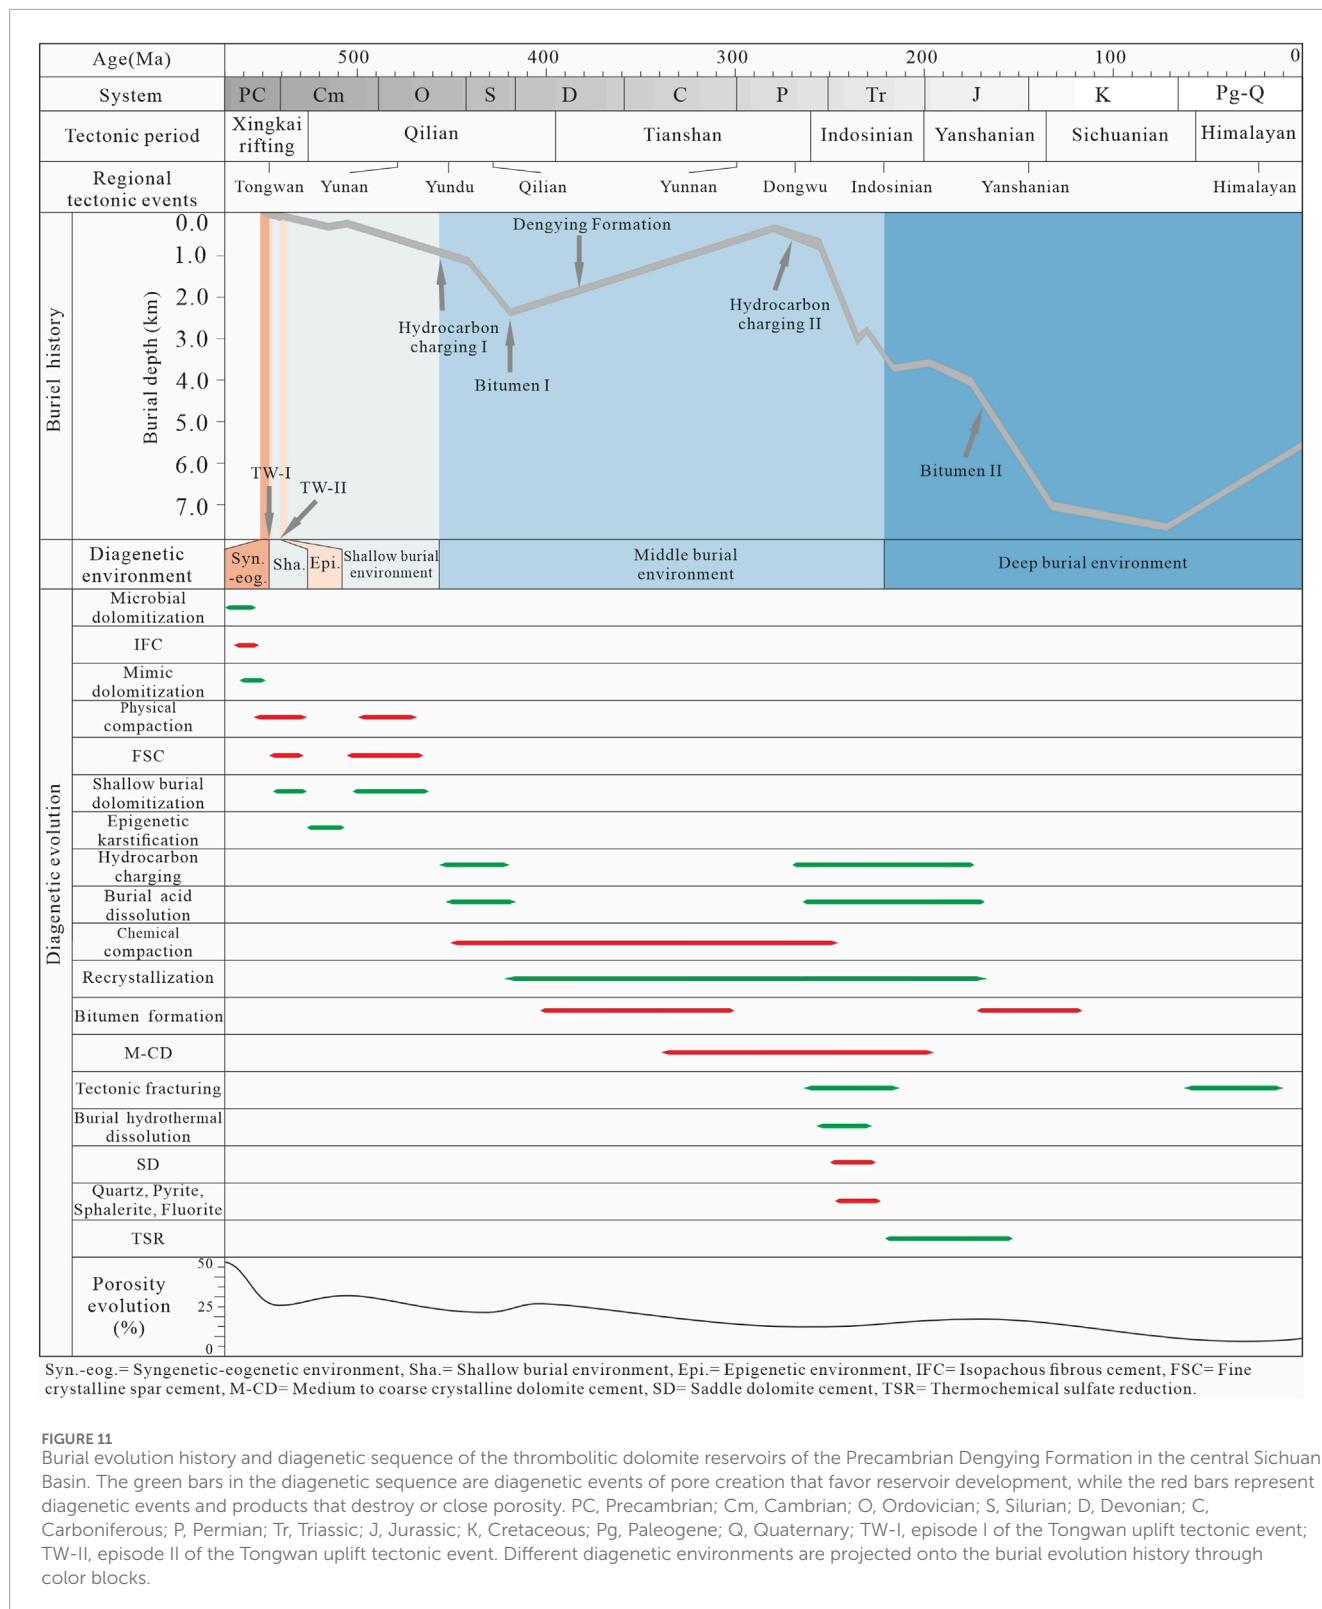 Age(Ma) 500 400 300 200 100 0
System PC Cm O S D C P Tr J K Pg-Q
Tectonic period Xingkai rifting Qilian Tianshan Indosinian Yanshanian Sichuanian Himalayan
Regional
tectonic events
Tongwan Yunan Yundu Qilian Yunnan Dongwu Indosinian Yanshanian Himalayan
Buriel history
Burial depth (km)
0.0
1.0
2.0
3.0
4.0
5.0
6.0
7.0
Dengying Formation
Hydrocarbon
charging I
Bitumen I
Hydrocarbon
charging II
Bitumen II
TW-I
TW-II
Diagenetic
environment
Syn.
-eog.
Sha.
Epi.
Shallow burial
environment
Middle burial
environment
Deep burial environment
Diagenetic evolution
Microbial
dolomitization
IFC
Mimic
dolomitization
Physical
compaction
FSC
Shallow burial
dolomitization
Epigenetic
karstification
Hydrocarbon
charging
Burial acid
dissolution
Chemical
compaction
Recrystallization
Bitumen formation
M-CD
Tectonic fracturing
Burial hydrothermal
dissolution
SD
Quartz, Pyrite,
Sphalerite, Fluorite
TSR
Porosity
evolution
(%)
50
25
0
Syn.-eog.= Syngenetic-eogenetic environment, Sha.= Shallow burial environment, Epi.= Epigenetic environment, IFC= Isopachous fibrous cement, FSC= Fine
crystalline spar cement, M-CD= Medium to coarse crystalline dolomite cement, SD= Saddle dolomite cement, TSR= Thermochemical sulfate reduction.
FIGURE 11
Burial evolution history and diagenetic sequence of the thrombolitic dolomite reservoirs of the Precambrian Dengying Formation in the central Sichuan
Basin. The green bars in the diagenetic sequence are diagenetic events of pore creation that favor reservoir development, while the red bars represent
diagenetic events and products that destroy or close porosity. PC, Precambrian; Cm, Cambrian; O, Ordovician; S, Silurian; D, Devonian; C,
Carboniferous; P, Permian; Tr, Triassic; J, Jurassic; K, Cretaceous; Pg, Paleogene; Q, Quaternary; TW-I, episode I of the Tongwan uplift tectonic event;
TW-II, episode II of the Tongwan uplift tectonic event. Different diagenetic environments are projected onto the burial evolution history through
color blocks.